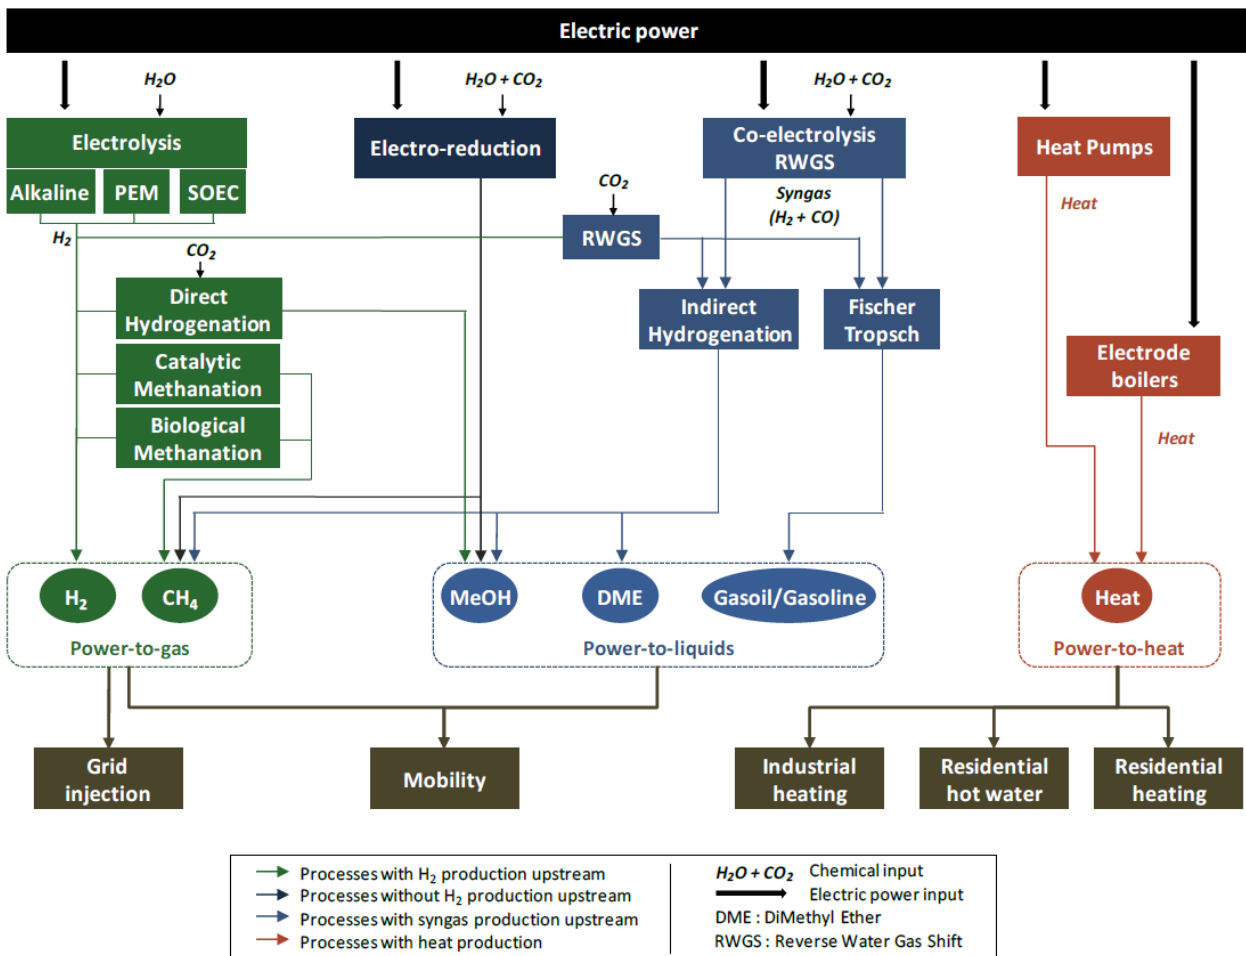 Electric power
H₂O
H₂O + CO₂
H₂O + CO₂
Electrolysis
Alkaline
PEM
SOEC
Electro-reduction
Co-electrolysis
RWGS
Heat Pumps
H₂
CO₂
RWGS
Syngas
(H₂ + CO)
Heat
CO₂
Direct
Hydrogenation
Catalytic
Methanation
Biological
Methanation
Indirect
Hydrogenation
Fischer
Tropsch
Electrode
boilers
Heat
H₂
CH₄
Power-to-gas
MeOH
DME
Gasoil/Gasoline
Power-to-liquids
Heat
Power-to-heat
Grid
injection
Mobility
Industrial
heating
Residential
hot water
Residential
heating
Processes with H₂ production upstream
Processes without H₂ production upstream
Processes with syngas production upstream
Processes with heat production
H₂O + CO₂ Chemical input
Electric power input
DME : DiMethyl Ether
RWGS : Reverse Water Gas Shift